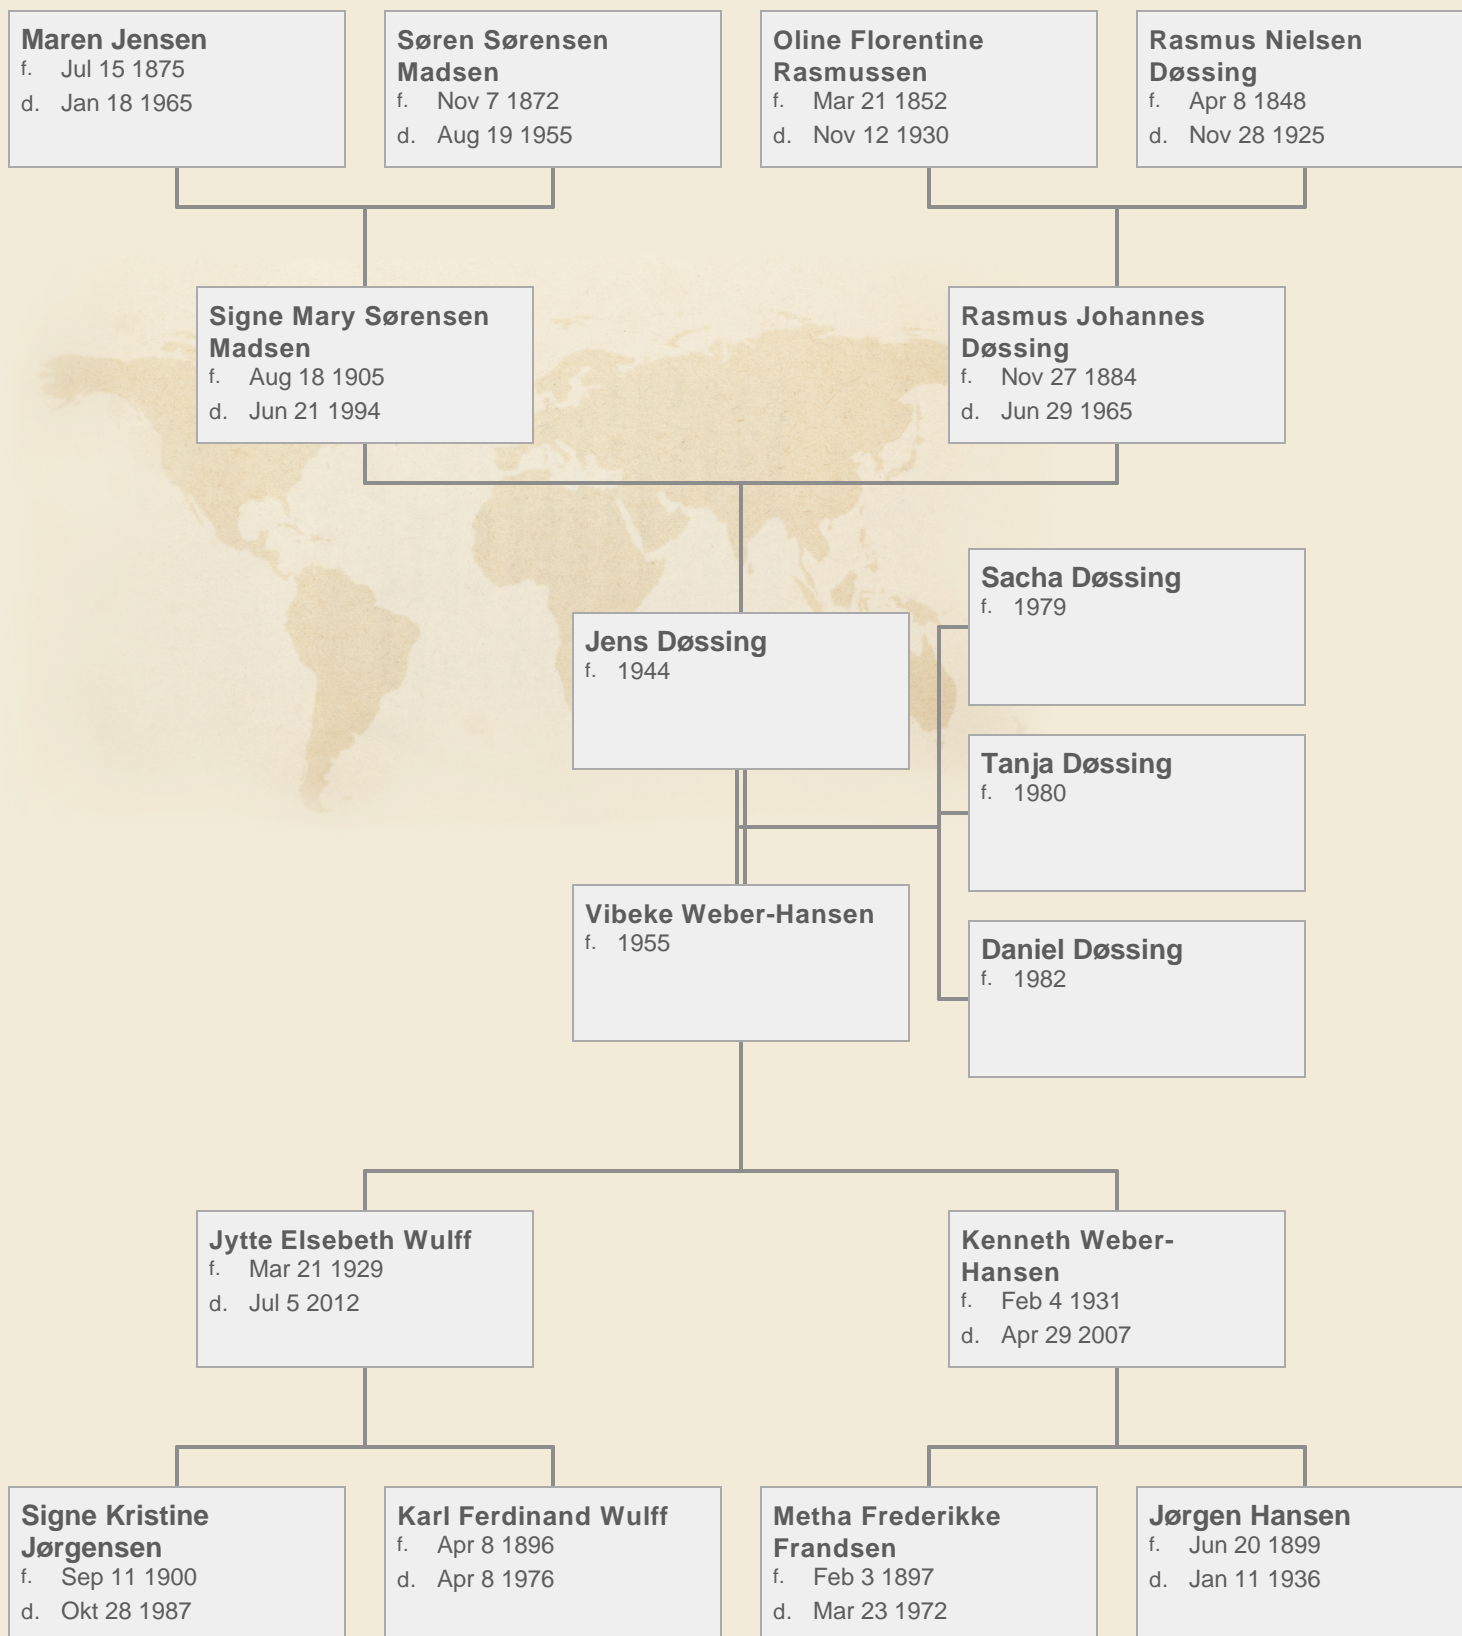 Maren Jensen
f. Jul 15 1875
d. Jan 18 1965
Søren Sørensen
Madsen
f. Nov 7 1872
d. Aug 19 1955
Oline Florentine
Rasmussen
f. Mar 21 1852
d. Nov 12 1930
Rasmus Nielsen
Døssing
f. Apr 8 1848
d. Nov 28 1925
Signe Mary Sørensen
Madsen
f. Aug 18 1905
d. Jun 21 1994
Rasmus Johannes
Døssing
f. Nov 27 1884
d. Jun 29 1965
Jens Døssing
f. 1944
Sacha Døssing
f. 1979
Tanja Døssing
f. 1980
Vibeke Weber-Hansen
f. 1955
Daniel Døssing
f. 1982
Jytte Elsebeth Wulff
f. Mar 21 1929
d. Jul 5 2012
Kenneth Weber-
Hansen
f. Feb 4 1931
d. Apr 29 2007
Signe Kristine
Jørgensen
f. Sep 11 1900
d. Okt 28 1987
Karl Ferdinand Wulff
f. Apr 8 1896
d. Apr 8 1976
Metha Frederikke
Frandsen
f. Feb 3 1897
d. Mar 23 1972
Jørgen Hansen
f. Jun 20 1899
d. Jan 11 1936